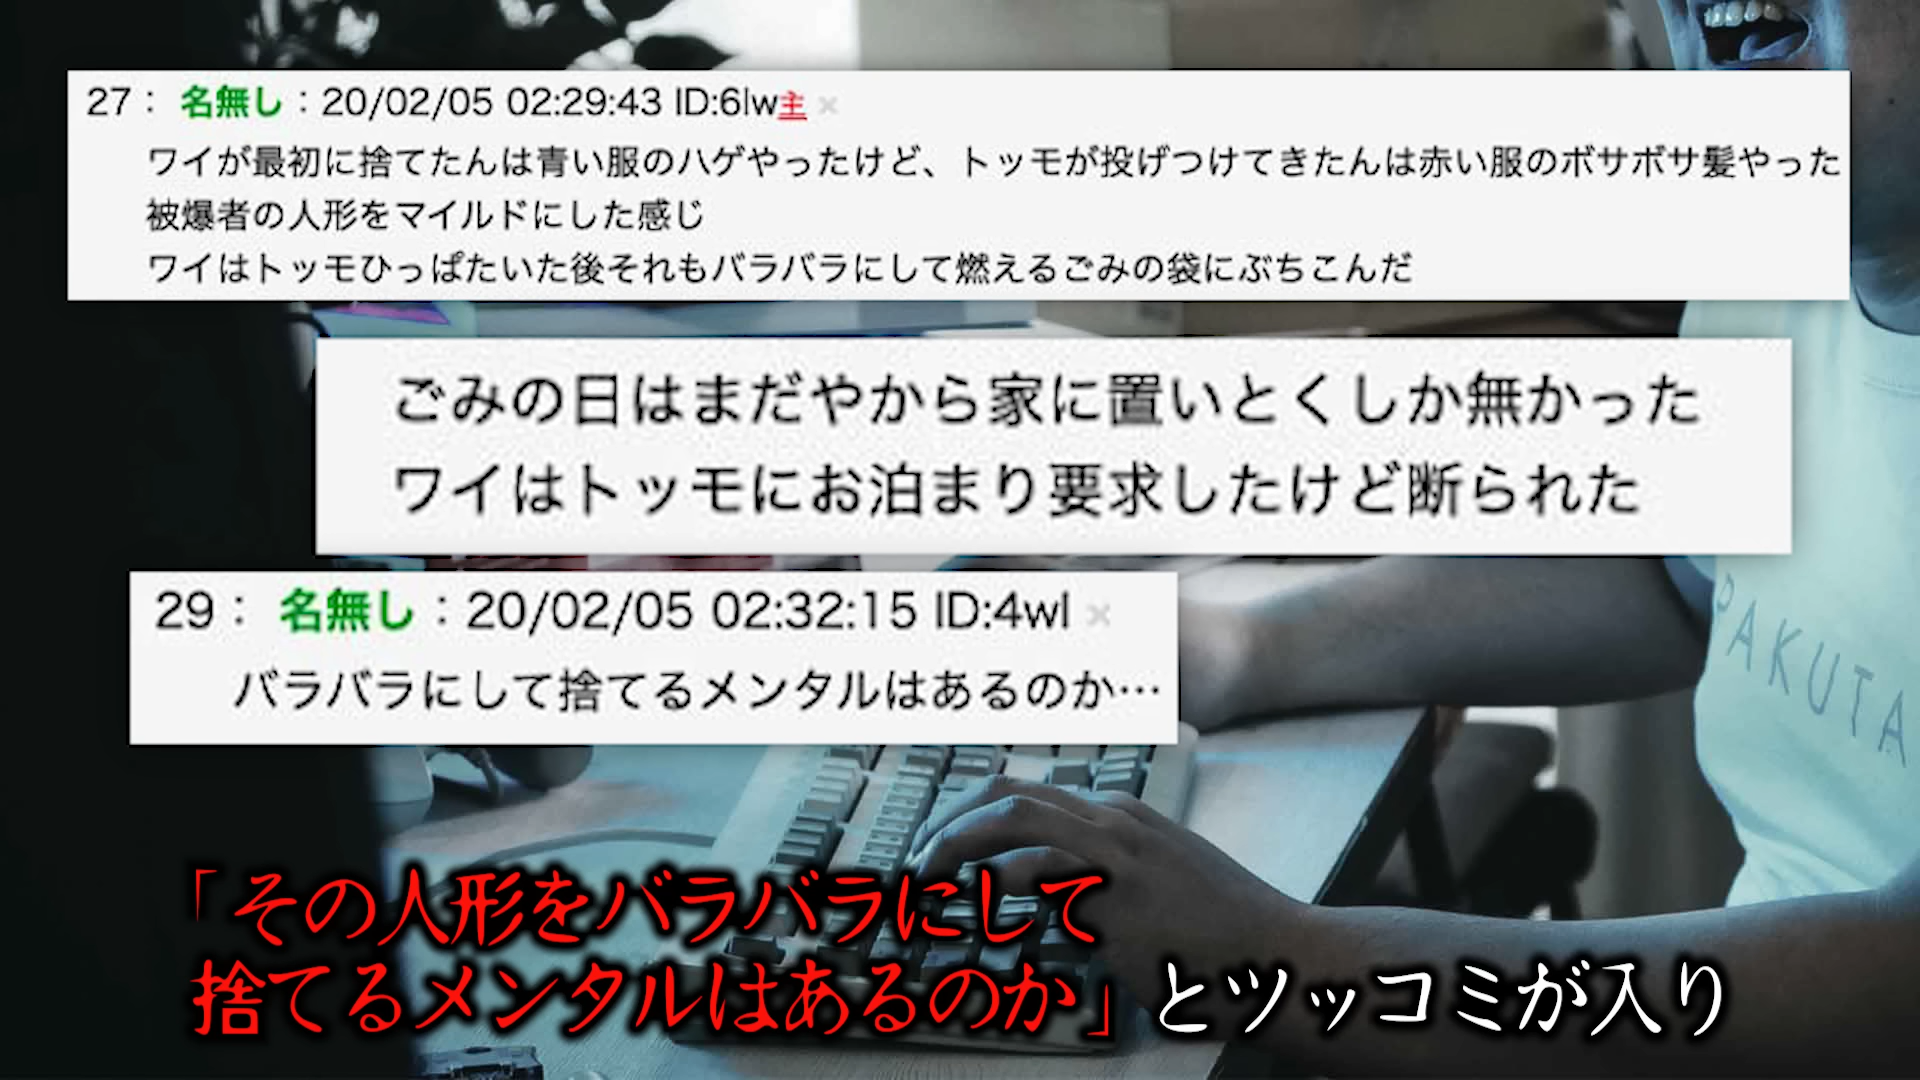 27： 名無し：20/02/05 02:29:43 ID:6lw主 ×
ワイが最初に捨てたんは青い服のハゲやったけど、トッモが投げつけてきたんは赤い服のボサボサ髪やった
被爆者の人形をマイルドにした感じ
ワイはトッモひっぱたいた後それもバラバラにして燃えるごみの袋にぶちこんだ
ごみの日はまだやから家に置いとくしか無かった
ワイはトッモにお泊まり要求したけど断られた
29： 名無し：20/02/05 02:32:15 ID:4wl ×
バラバラにして捨てるメンタルはあるのか…
PAKUTA
「その人形をバラバラにして
捨てるメンタルはあるのか」とツッコミが入り